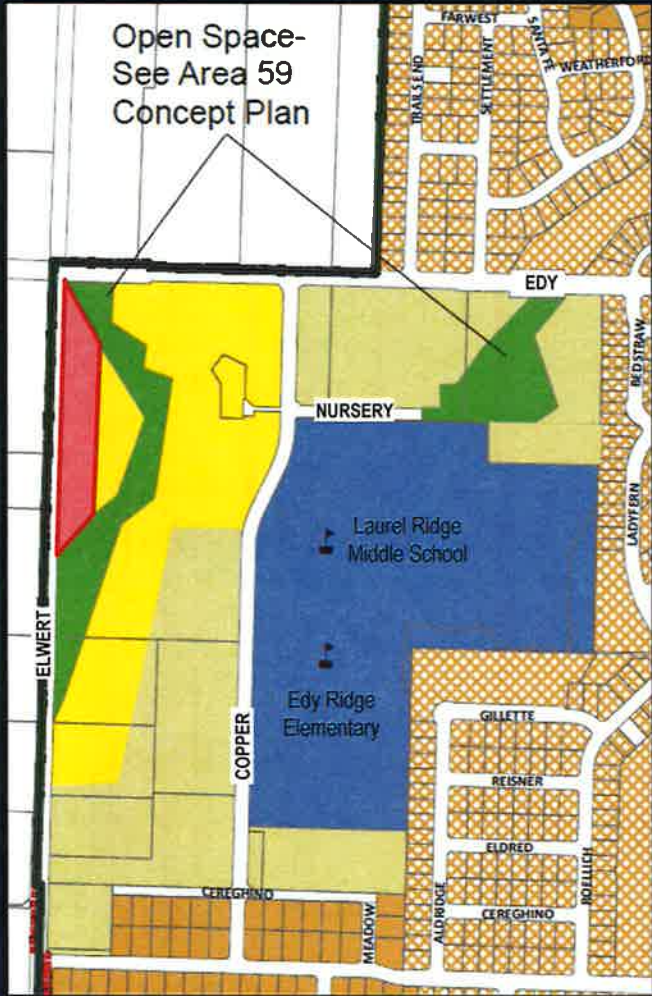 Open Space-
See Area 59
Concept Plan
FARWEST
SANTA FE
WEATHERFORD
TRAILS END
SETTLEMENT
EDY
BEDSTRAW
NURSERY
LADYFERN
Laurel Ridge
Middle School
ELWERT
Edy Ridge
Elementary
COPPER
GILLETTE
REISNER
ELDRED
ROELLICH
CEREGHINO
ALDRIDGE
CEREGHINO
MEADOW